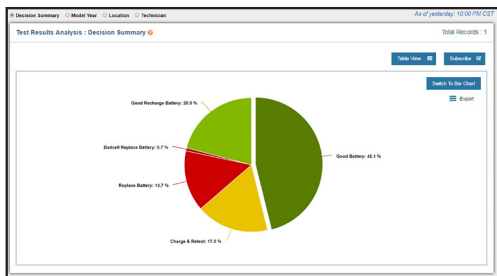 Decision Summary Model Year Location Technician
As of yesterday: 10:00 PM CST
Test Results Analysis : Decision Summary
Total Records : 1
Table View Subscribe
Switch To Bar Chart
Export
Good Recharge Battery: 20.9 %
Badcell Replace Battery: 0.7 %
Good Battery: 46.1 %
Replace Battery: 14.7 %
Charge & Retest: 17.5 %